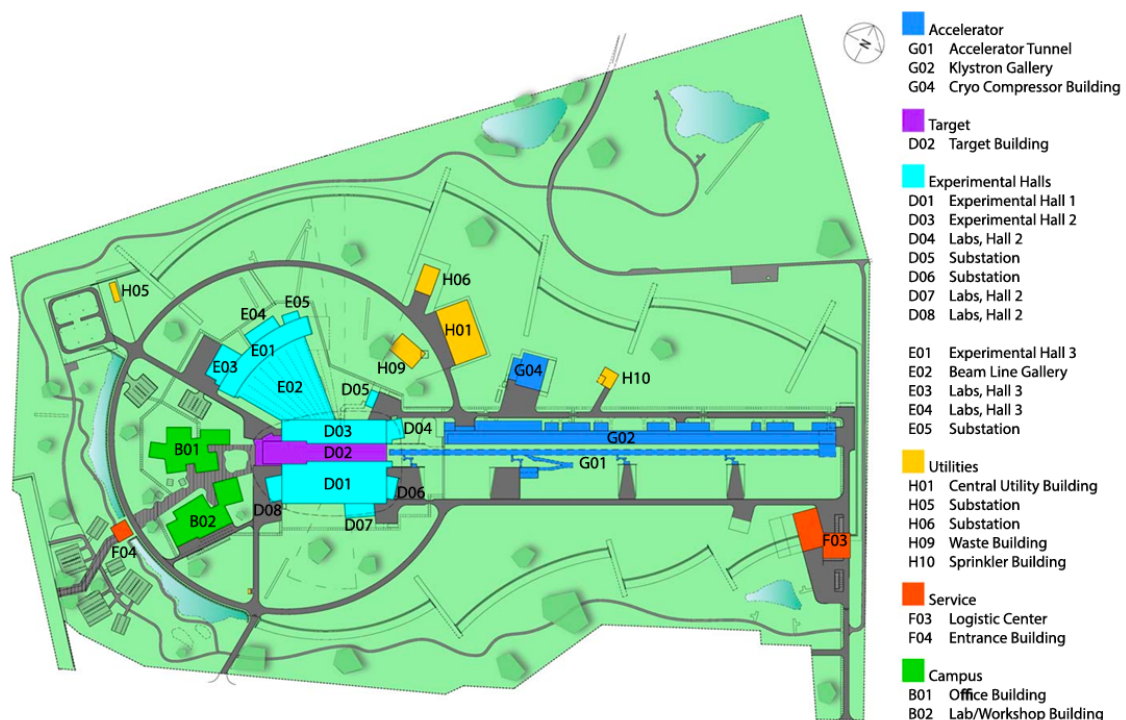 N
Accelerator
G01 Accelerator Tunnel
G02 Klystron Gallery
G04 Cryo Compressor Building
Target
D02 Target Building
Experimental Halls
D01 Experimental Hall 1
D03 Experimental Hall 2
D04 Labs, Hall 2
D05 Substation
D06 Substation
D07 Labs, Hall 2
D08 Labs, Hall 2
E01 Experimental Hall 3
E02 Beam Line Gallery
E03 Labs, Hall 3
E04 Labs, Hall 3
E05 Substation
Utilities
H01 Central Utility Building
H05 Substation
H06 Substation
H09 Waste Building
H10 Sprinkler Building
Service
F03 Logistic Center
F04 Entrance Building
Campus
B01 Office Building
B02 Lab/Workshop Building
H05
H06
E05
E04
E01
H01
E03
H09
E02
G04
H10
D05
D03
D04
G02
B01
D02
G01
D01
D06
D08
D07
B02
F04
F03